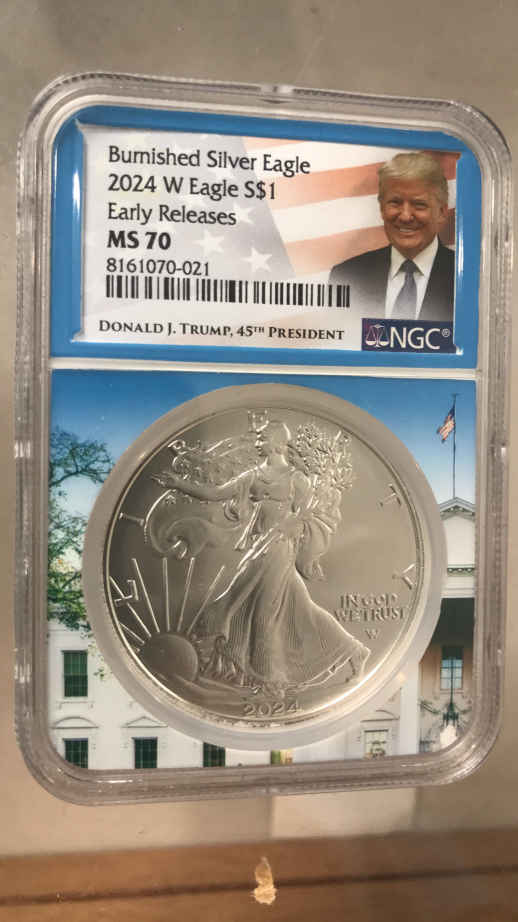 Burnished Silver Eagle
2024 W Eagle S$1
Early Releases
MS 70
8161070-021
DONALD J. TRUMP, 45TH PRESIDENT
NGC®
LIBERTY
IN GOD
WE TRUST
W
2024